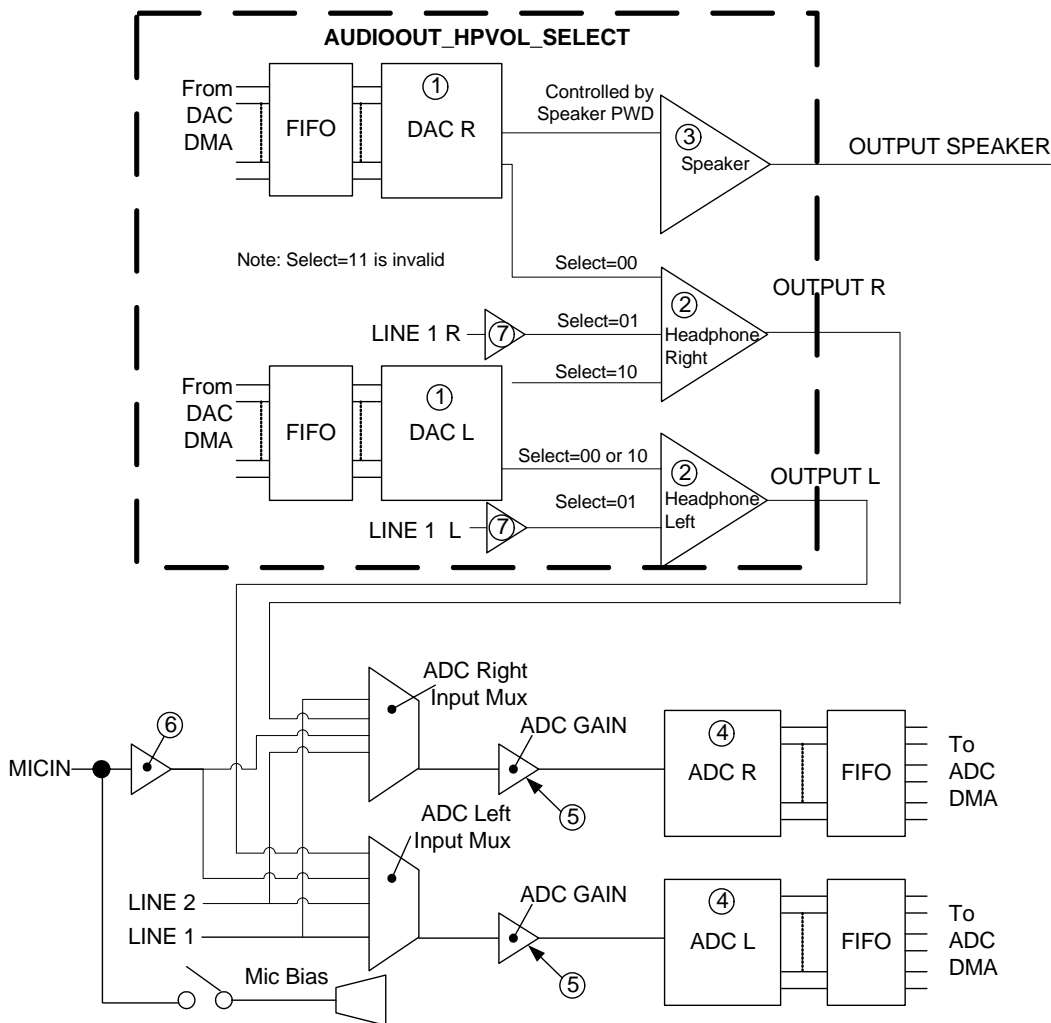 AUDIOOUT_HPVOL_SELECT
From
DAC
DMA
FIFO
1
DAC R
Controlled by
Speaker PWD
3
Speaker
OUTPUT SPEAKER
Note: Select=11 is invalid
Select=00
OUTPUT R
LINE 1 R
7
Select=01
2
Headphone
Right
Select=10
From
DAC
DMA
FIFO
1
DAC L
Select=00 or 10
OUTPUT L
2
Headphone
Left
LINE 1 L
7
Select=01
ADC Right
Input Mux
MICIN
6
ADC GAIN
5
4
ADC R
FIFO
To
ADC
DMA
ADC Left
Input Mux
LINE 2
LINE 1
ADC GAIN
5
4
ADC L
FIFO
To
ADC
DMA
Mic Bias